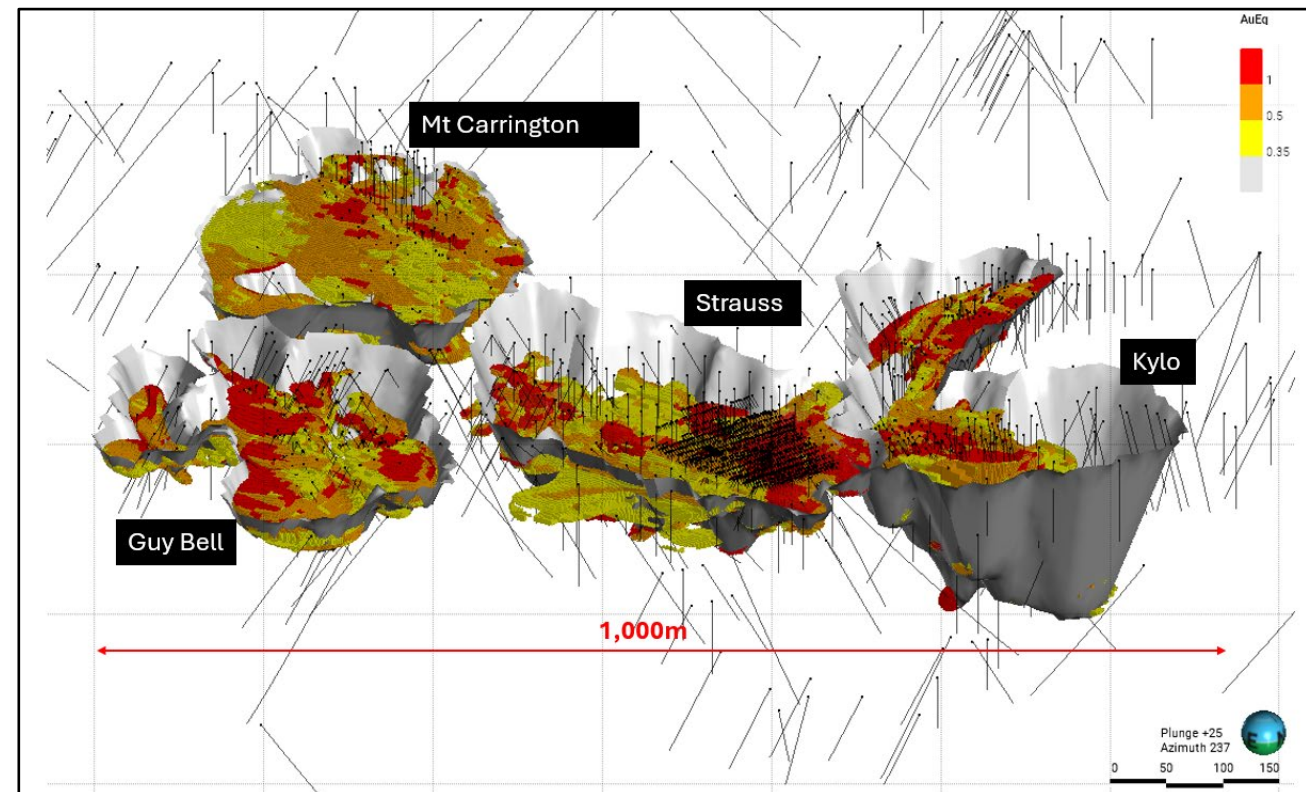 AuEq
1
0.5
0.35
Mt Carrington
Strauss
Kylo
Guy Bell
1,000m
Plunge +25
Azimuth 237
E N
0 50 100 150